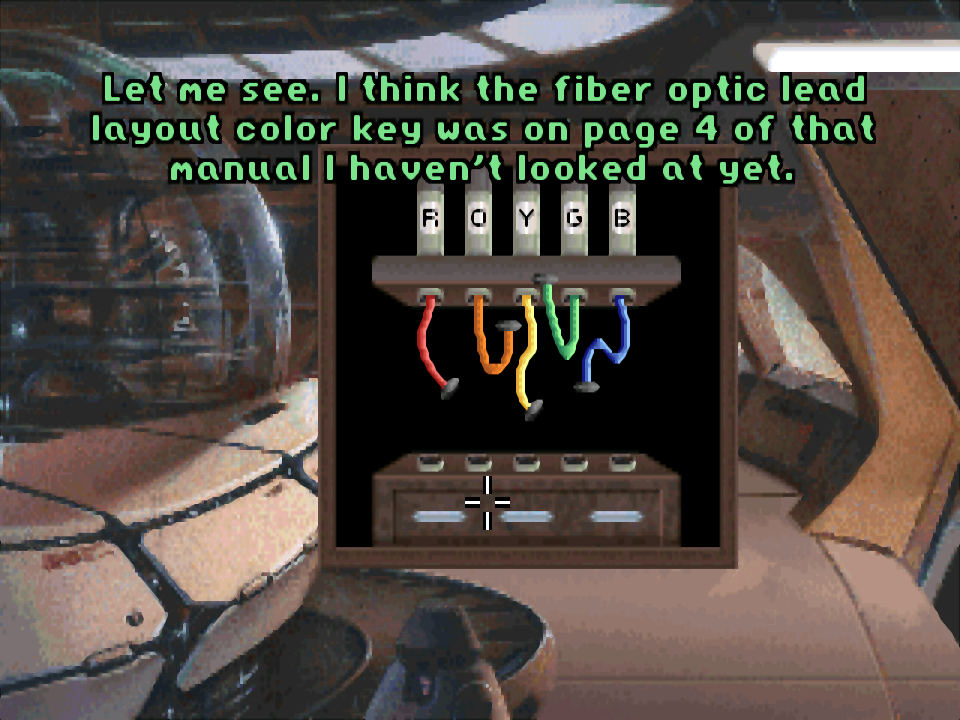 Let me see. I think the fiber optic lead
layout color key was on page 4 of that
manual I haven't looked at yet.
R O Y G B